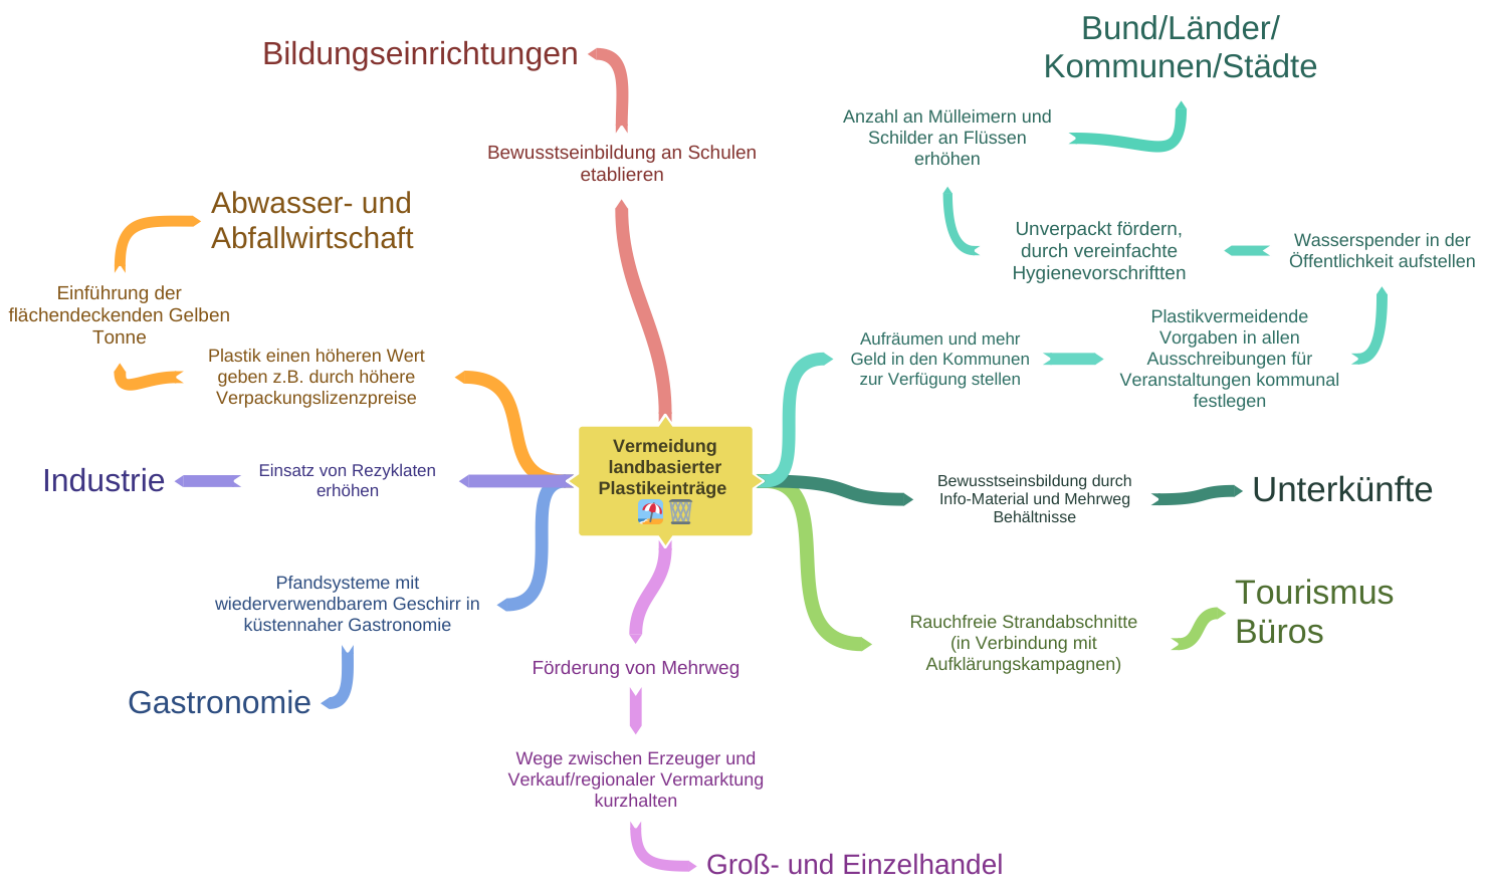 Bildungseinrichtungen
Bewusstseinbildung an Schulen
etablieren
Bund/Länder/
Kommunen/Städte
Anzahl an Mülleimern und
Schilder an Flüssen
erhöhen
Unverpackt fördern,
durch vereinfachte
Hygienevorschriftten
Wasserspender in der
Öffentlichkeit aufstellen
Aufräumen und mehr
Geld in den Kommunen
zur Verfügung stellen
Plastikvermeidende
Vorgaben in allen
Ausschreibungen für
Veranstaltungen kommunal
festlegen
Abwasser- und
Abfallwirtschaft
Einführung der
flächendeckenden Gelben
Tonne
Plastik einen höheren Wert
geben z.B. durch höhere
Verpackungslizenzpreise
Vermeidung
landbasierter
Plastikeinträge
Industrie
Einsatz von Rezyklaten
erhöhen
Bewusstseinsbildung durch
Info-Material und Mehrweg
Behältnisse
Unterkünfte
Pfandsysteme mit
wiederverwendbarem Geschirr in
küstennaher Gastronomie
Gastronomie
Rauchfreie Strandabschnitte
(in Verbindung mit
Aufklärungskampagnen)
Tourismus
Büros
Förderung von Mehrweg
Wege zwischen Erzeuger und
Verkauf/regionaler Vermarktung
kurzhalten
Groß- und Einzelhandel